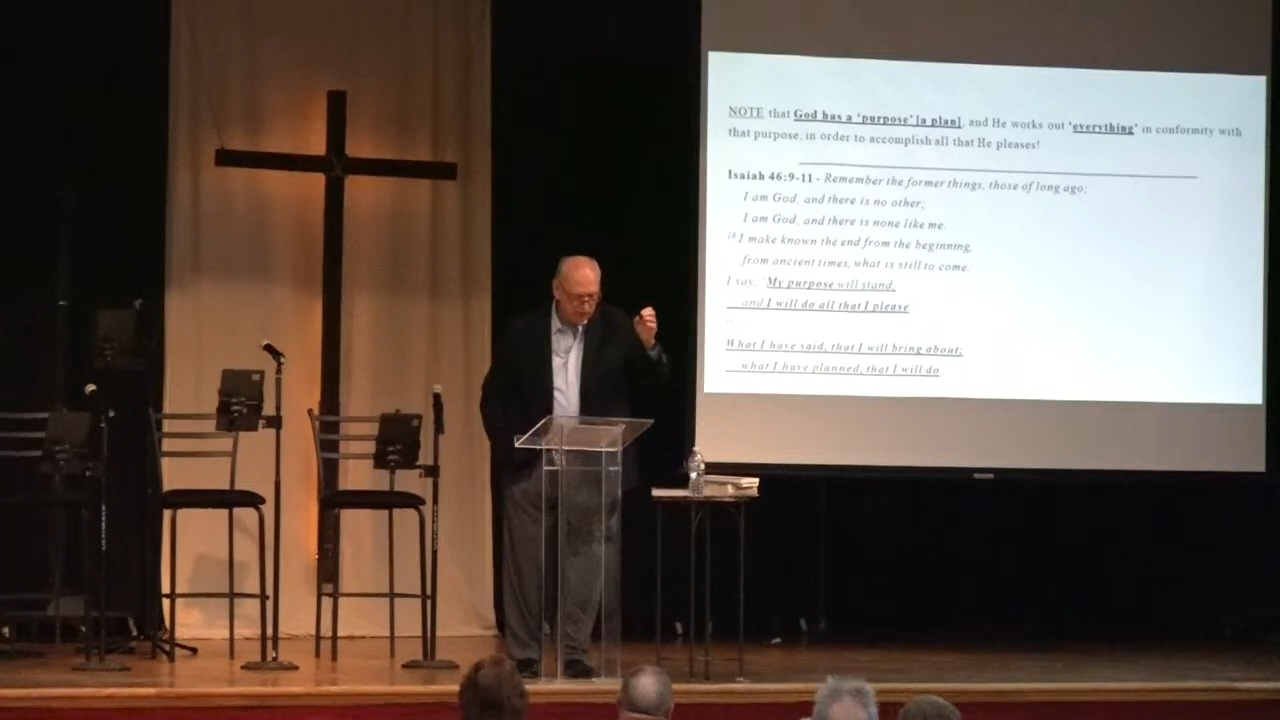 NOTE that God has a ‘purpose’ [a plan], and He works out ‘everything’ in conformity with
that purpose, in order to accomplish all that He pleases!
Isaiah 46:9-11 - Remember the former things, those of long ago;
I am God, and there is no other;
I am God, and there is none like me.
10 I make known the end from the beginning,
from ancient times, what is still to come.
I say, My purpose will stand,
and I will do all that I please
11
What I have said, that I will bring about;
what I have planned, that I will do